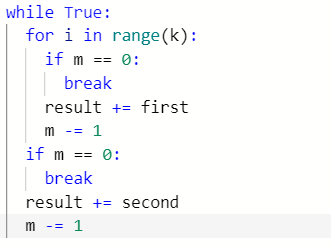 while True:
  for i in range(k):
    if m == 0:
      break
    result += first
    m -= 1
  if m == 0:
    break
  result += second
  m -= 1